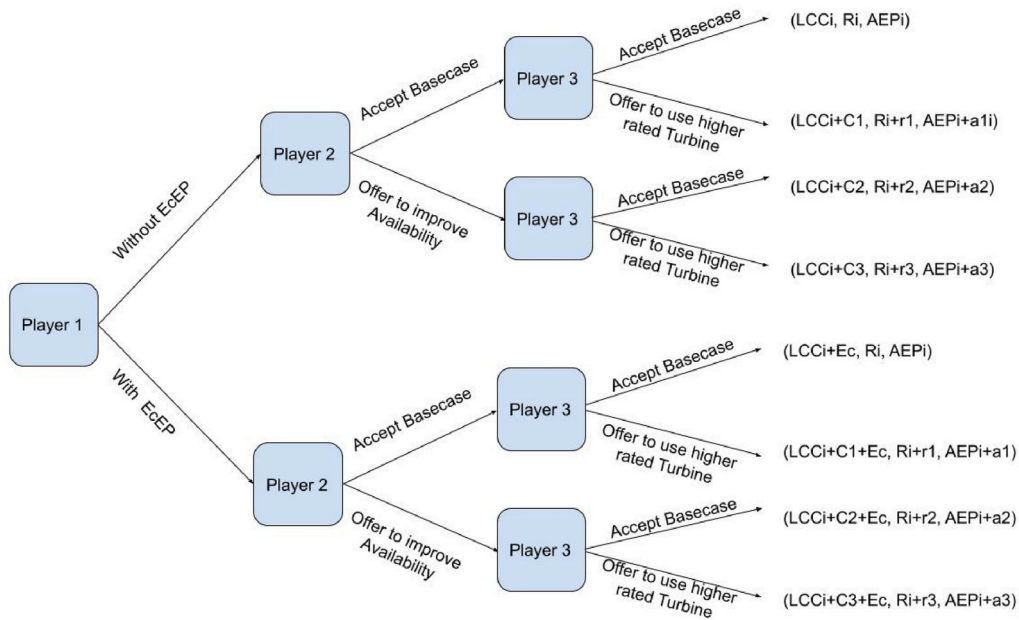 Accept Basecase
(LCCi, Ri, AEPi)
Player 3
Accept Basecase
Offer to use higher
rated Turbine
(LCCi+C1, Ri+r1, AEPi+a1i)
Player 2
Without EcEP
Offer to improve
Availability
Accept Basecase
(LCCi+C2, Ri+r2, AEPi+a2)
Player 3
Offer to use higher
rated Turbine
(LCCi+C3, Ri+r3, AEPi+a3)
Player 1
With EcEP
Accept Basecase
(LCCi+Ec, Ri, AEPi)
Player 3
Accept Basecase
Offer to use higher
rated Turbine
(LCCi+C1+Ec, Ri+r1, AEPi+a1)
Player 2
Offer to improve
Availability
Accept Basecase
(LCCi+C2+Ec, Ri+r2, AEPi+a2)
Player 3
Offer to use higher
rated Turbine
(LCCi+C3+Ec, Ri+r3, AEPi+a3)